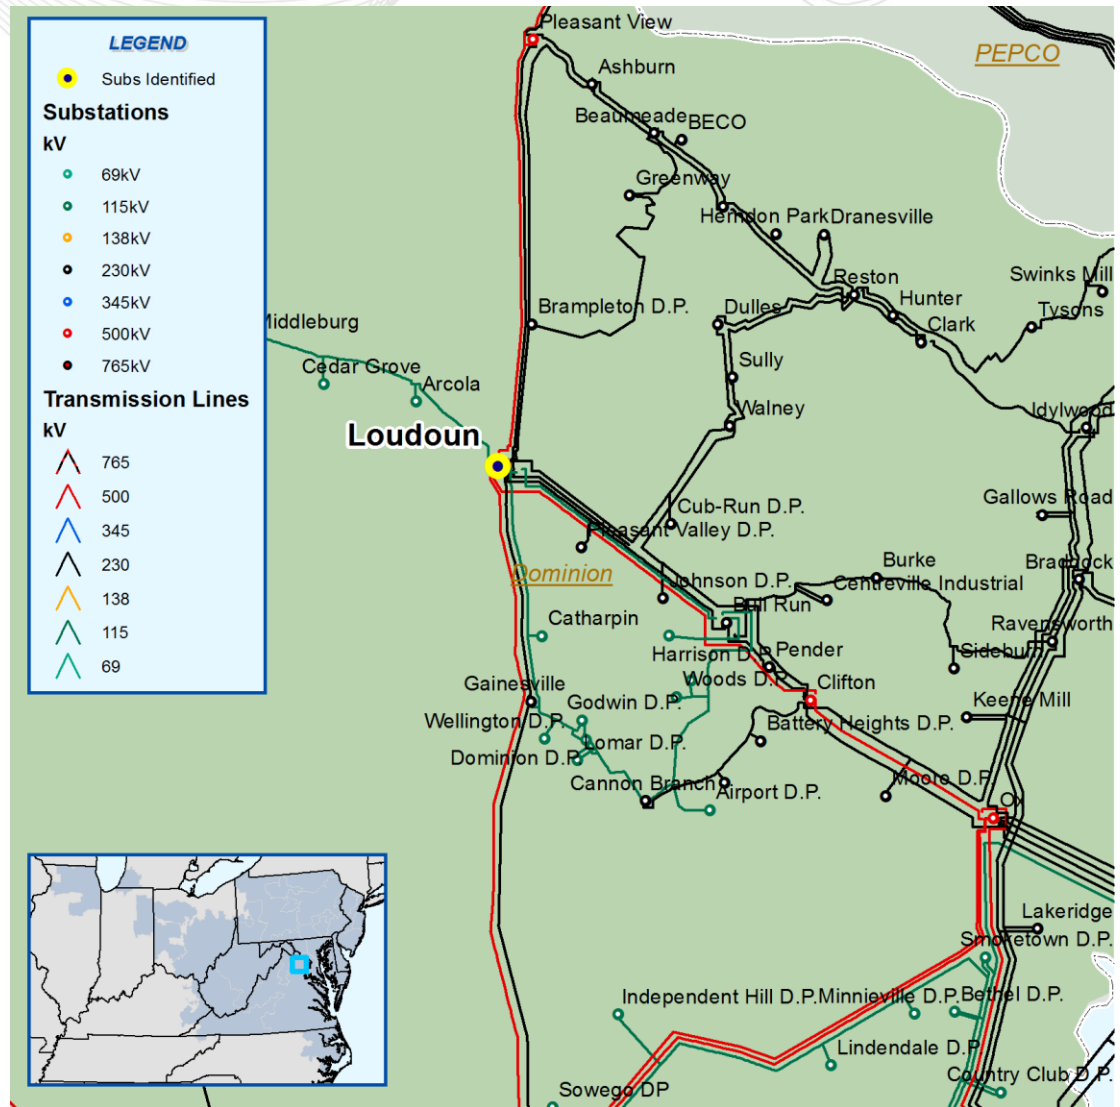 LEGEND
Subs Identified
Substations
kV
69kV
115kV
138kV
230kV
345kV
500kV
765kV
Transmission Lines
kV
765
500
345
230
138
115
69
Pleasant View
PEPCO
Ashburn
Beaumeade
BECO
Greenway
Herndon Park
Dranesville
Reston
Swinks Mill
Brampleton D.P.
Dulles
Hunter
Tysons
Middleburg
Clark
Cedar Grove
Sully
Arcola
Walney
Idylwood
Loudoun
Gallows Road
Cub-Run D.P.
Pleasant Valley D.P.
Burke
Braddock
Dominion
Johnson D.P.
Centreville Industrial
Bull Run
Catharpin
Ravensworth
Harrison D.P.
Pender
Sideburn
Woods D.P.
Clifton
Gainesville
Godwin D.P.
Keene Mill
Wellington D.P.
Battery Heights D.P.
Lomar D.P.
Dominion D.P.
Moore D.P.
Cannon Branch
Airport D.P.
Ox
Lakeridge
Smoketown D.P.
Independent Hill D.P.
Minnieville D.P.
Bethel D.P.
Lindendale D.P.
Country Club D.P.
Sowego DP